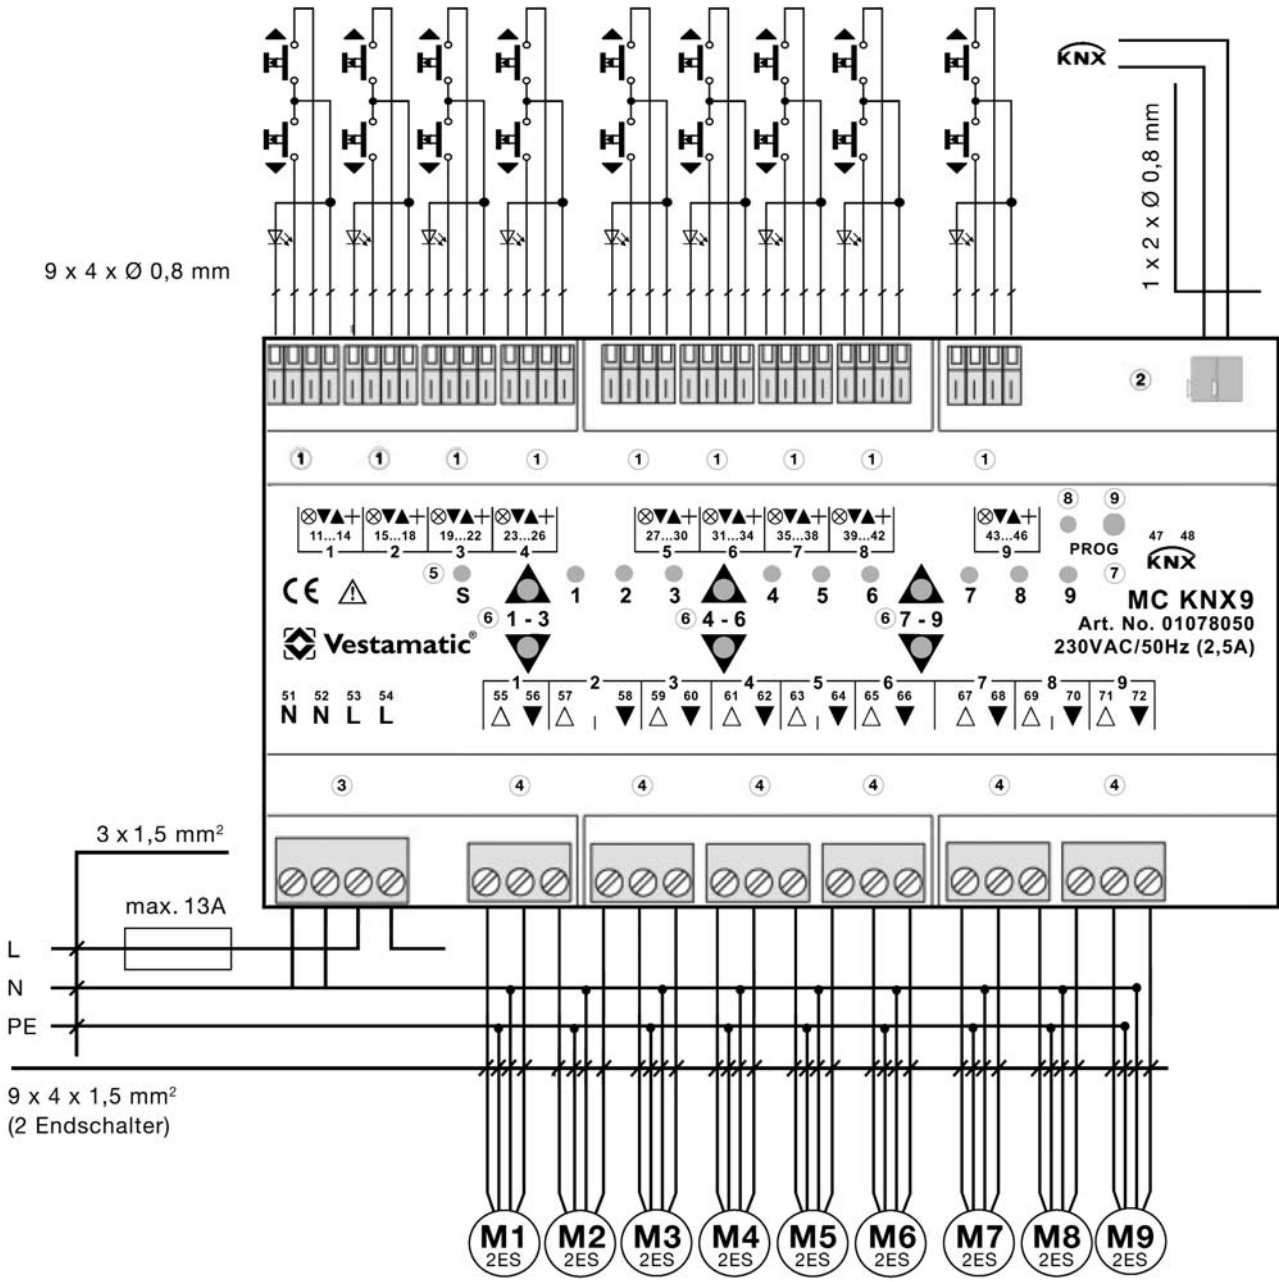 KNX
1 x 2 x Ø 0,8 mm
9 x 4 x Ø 0,8 mm
2
1 1 1 1 1 1 1 1 1
8 9
11...14 15...18 19...22 23...26 27...30 31...34 35...38 39...42 43...46
1 2 3 4 5 6 7 8 9
PROG
47 48
KNX
5 7
S 1 2 3 4 5 6 7 8 9
CE
MC KNX9
6 1 - 3 6 4 - 6 6 7 - 9
Art. No. 01078050
Vestamatic®
230VAC/50Hz (2,5A)
1 2 3 4 5 6 7 8 9
51 52 53 54 55 56 57 58 59 60 61 62 63 64 65 66 67 68 69 70 71 72
N N L L
3 4 4 4 4 4 4
3 x 1,5 mm²
max. 13A
L
N
PE
9 x 4 x 1,5 mm²
(2 Endschalter)
M1 M2 M3 M4 M5 M6 M7 M8 M9
2ES 2ES 2ES 2ES 2ES 2ES 2ES 2ES 2ES